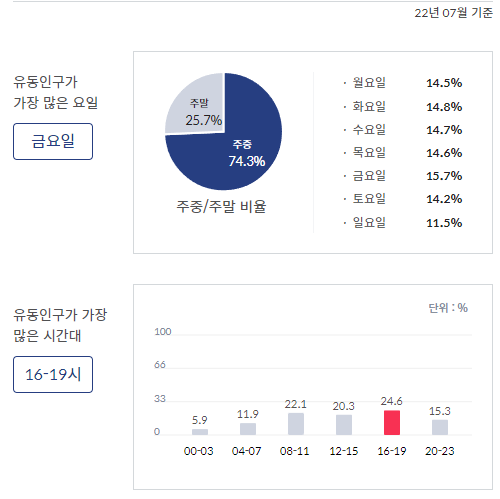 22년 07월 기준
유동인구가
가장 많은 요일
금요일
주말
25.7%
주중
74.3%
주중/주말 비율
· 월요일 14.5%
· 화요일 14.8%
· 수요일 14.7%
· 목요일 14.6%
· 금요일 15.7%
· 토요일 14.2%
· 일요일 11.5%
유동인구가 가장
많은 시간대
16-19시
단위 : %
100
66
33
0
5.9 11.9 22.1 20.3 24.6 15.3
00-03 04-07 08-11 12-15 16-19 20-23